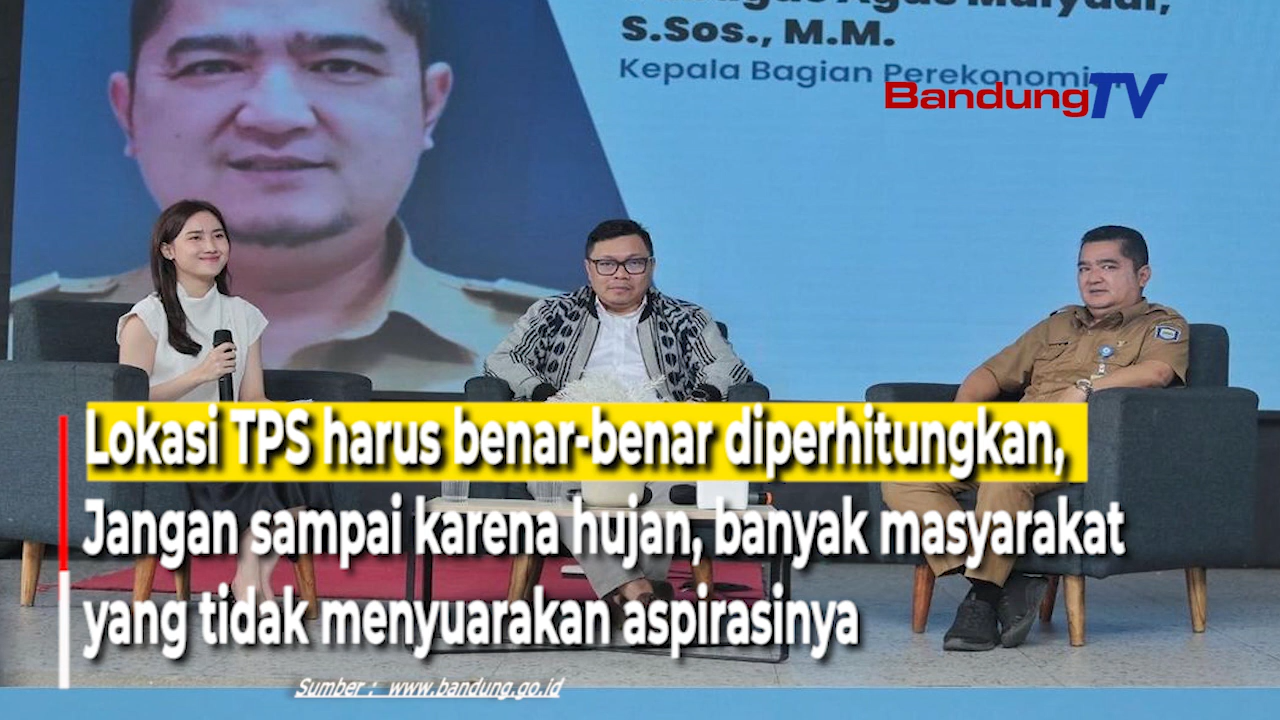 S.Sos., M.M.
Kepala Bagian
BandungTV
Lokasi TPS harus benar-benar diperhitungkan,
Jangan sampai karena hujan, banyak masyarakat
yang tidak menyuarakan aspirasinya
Sumber : www.bandung.go.id